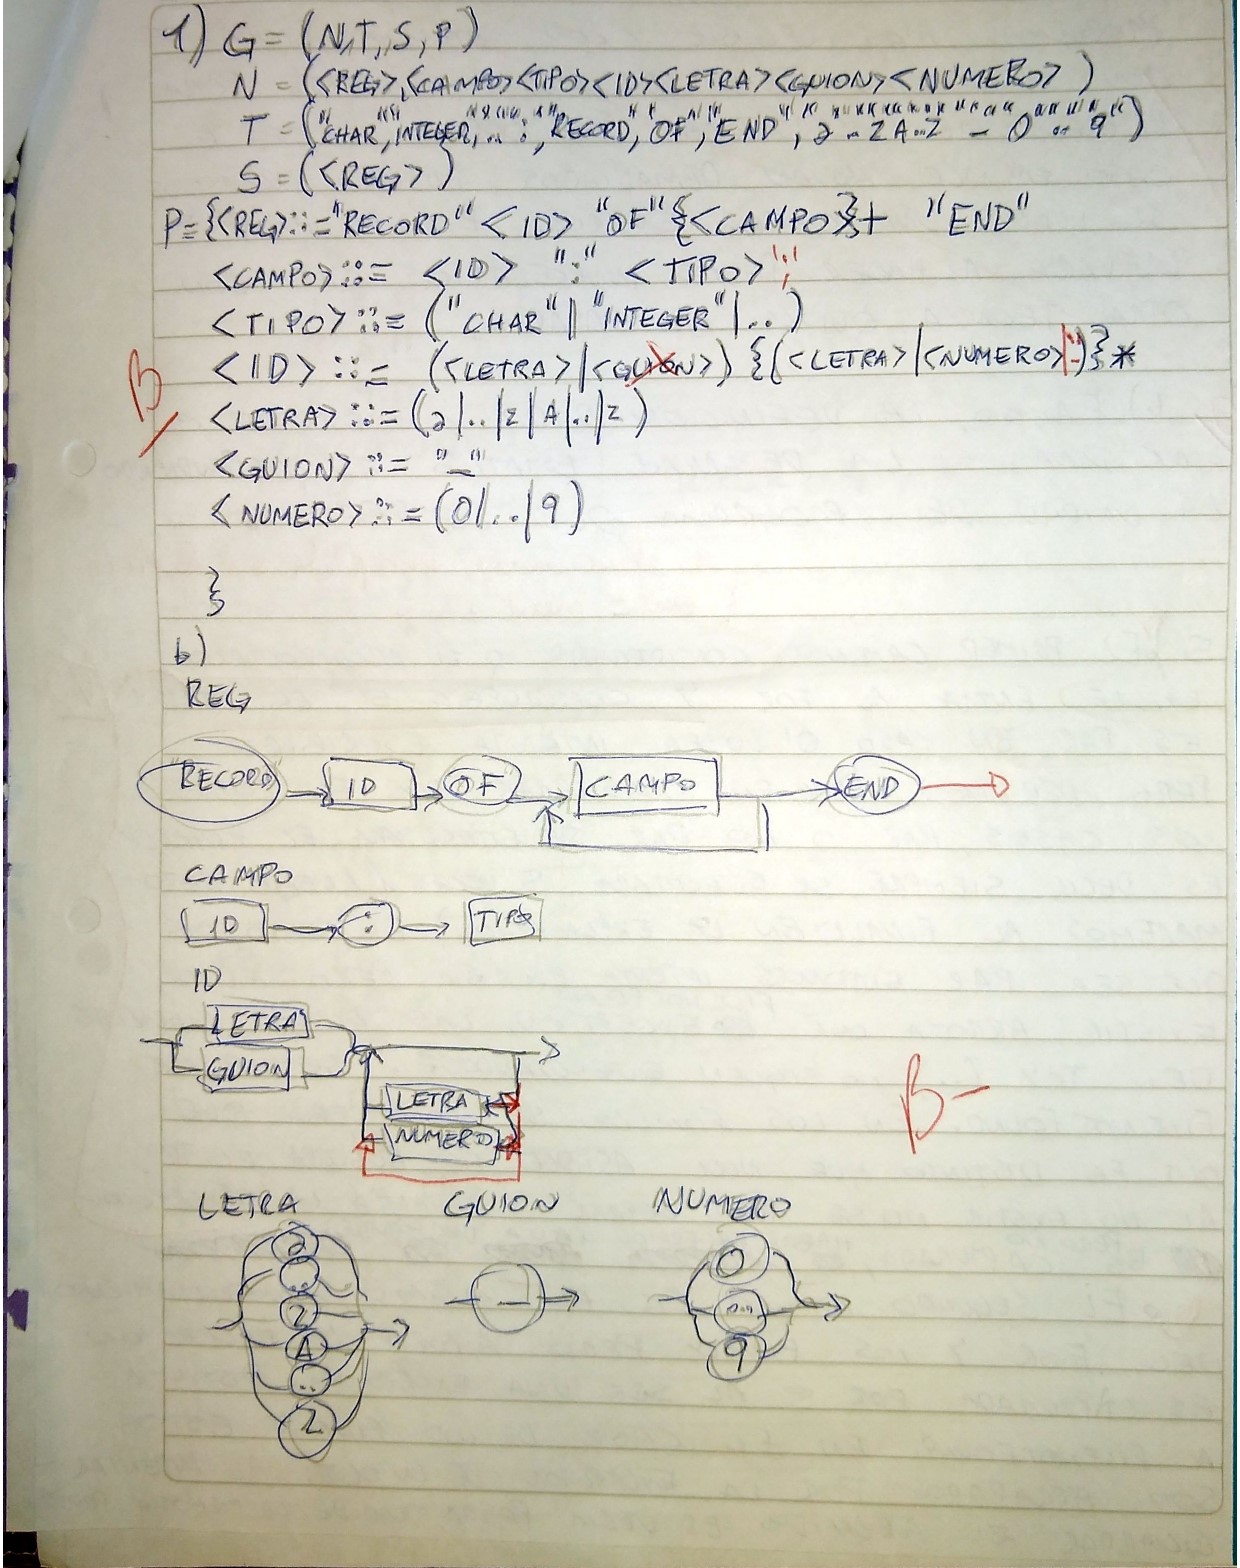 1) G = (N,T,S,P)
N = (<REG>,<CAMPO><TIPO><ID><LETRA><GUION><NUMERO>)
T = ("CHAR","INTEGER",.. ":","RECORD","OF","END", a..z A..Z "_" 0 .. 9)
S = (<REG>)
P={<REG>::="RECORD" <ID> "OF" {<CAMPO>}+ "END"
<CAMPO>::= <ID> ":" <TIPO> ";"
<TIPO>::= ("CHAR" | "INTEGER" |..)
<ID> ::= (<LETRA>|<GUION>) {(<LETRA>|<NUMERO>|"_")}*
B
<LETRA> ::= (a|..|z|A|..|Z)
<GUION> ::= "_"
<NUMERO>::=(0|..|9)
}
b)
REG
RECORD ID OF CAMPO END
CAMPO
ID : TIPO
ID
LETRA
GUION
LETRA
NUMERO
B-
LETRA GUION NUMERO
a
..
z
A
..
Z
_
0
...
9